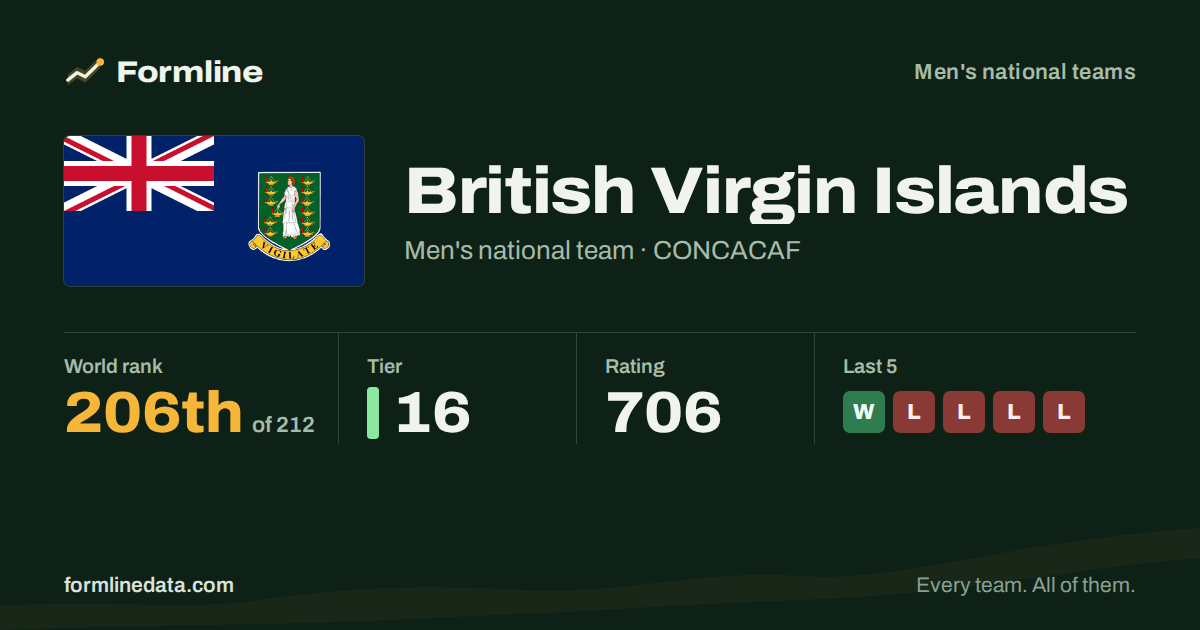 Formline
Men's national teams
VIGILATE
British Virgin Islands
Men's national team · CONCACAF
World rank
206th of 212
Tier
16
Rating
706
Last 5
W L L L L
formlinedata.com
Every team. All of them.